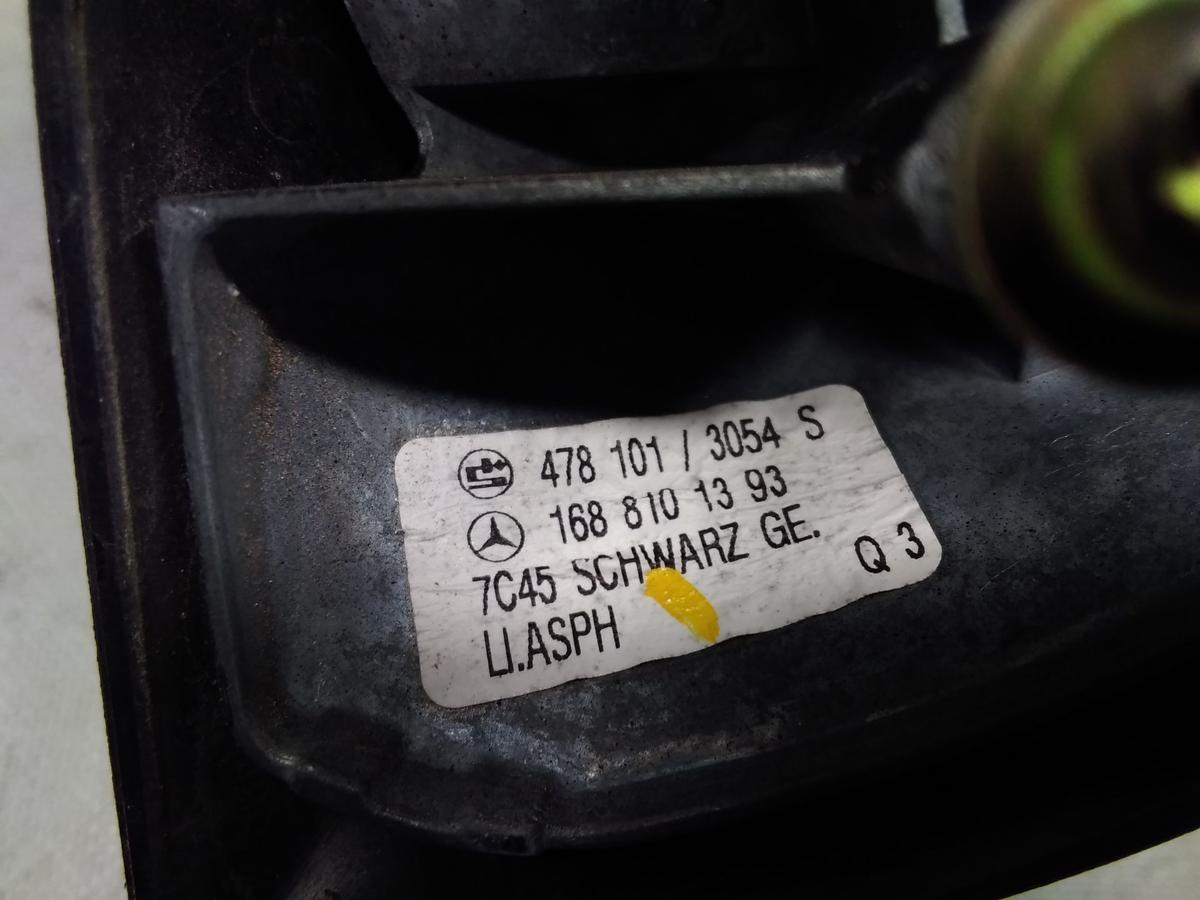 478 101 / 3054 S
168 810 13 93
7C45 SCHWARZ GE.
LI.ASPH
Q 3